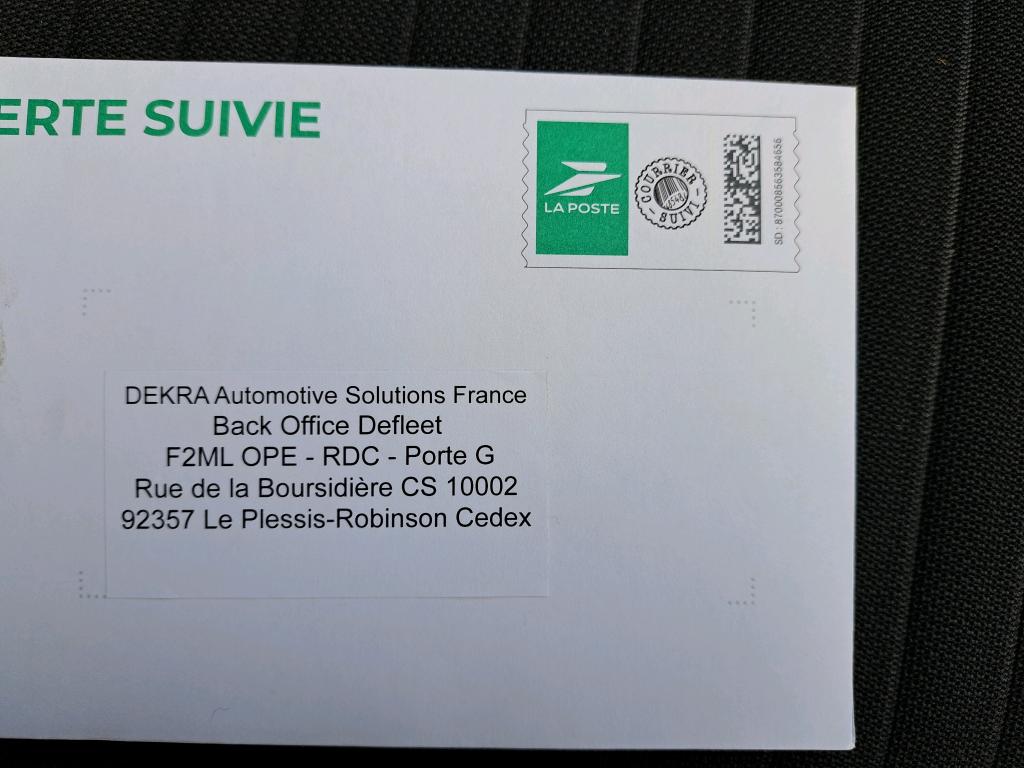 ERTE SUIVIE
LA POSTE
COURRIER
SUIVI
SD : 870008563584656
DEKRA Automotive Solutions France
Back Office Defleet
F2ML OPE - RDC - Porte G
Rue de la Boursidière CS 10002
92357 Le Plessis-Robinson Cedex